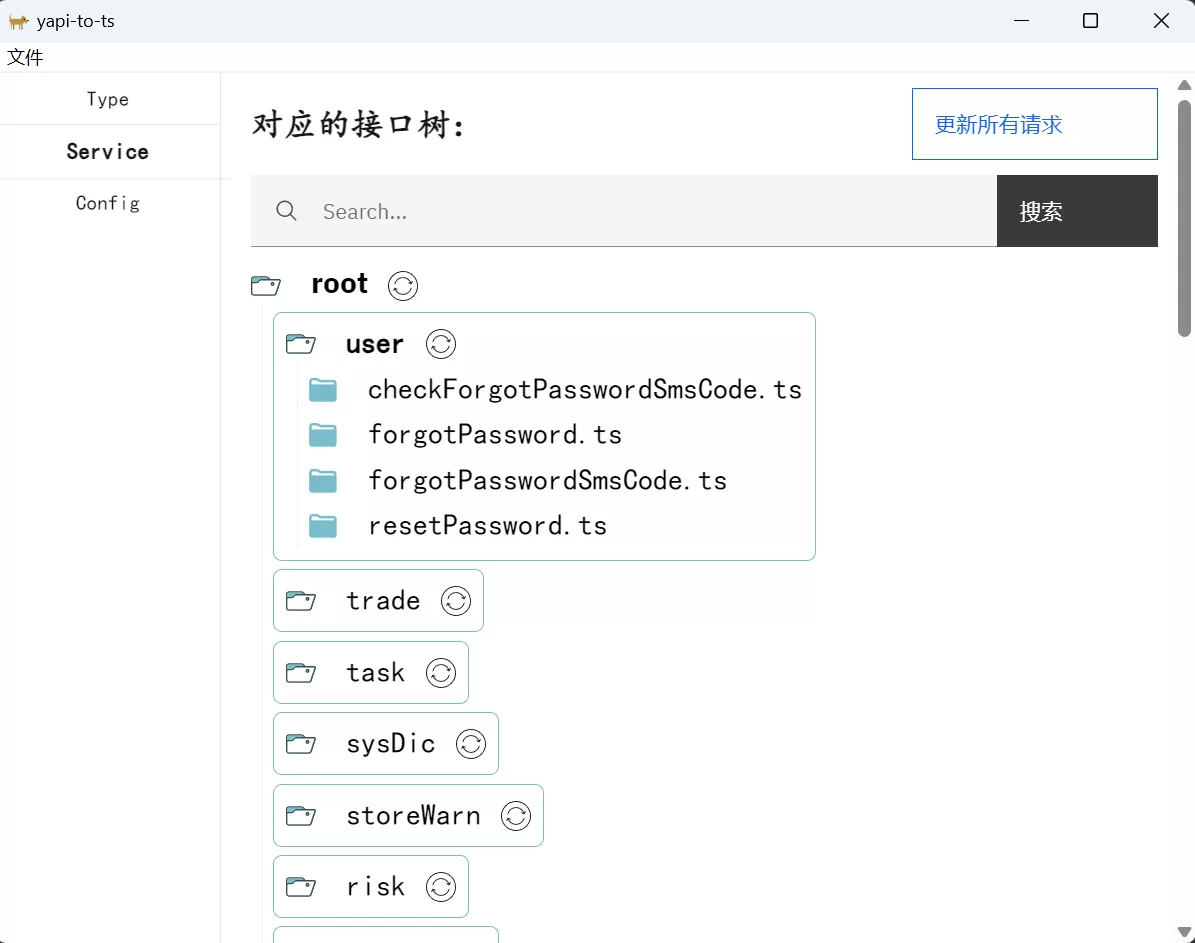 yapi-to-ts
文件
Type
Service
Config
对应的接口树：
更新所有请求
Search...
搜索
root
user
checkForgotPasswordSmsCode.ts
forgotPassword.ts
forgotPasswordSmsCode.ts
resetPassword.ts
trade
task
sysDic
storeWarn
risk